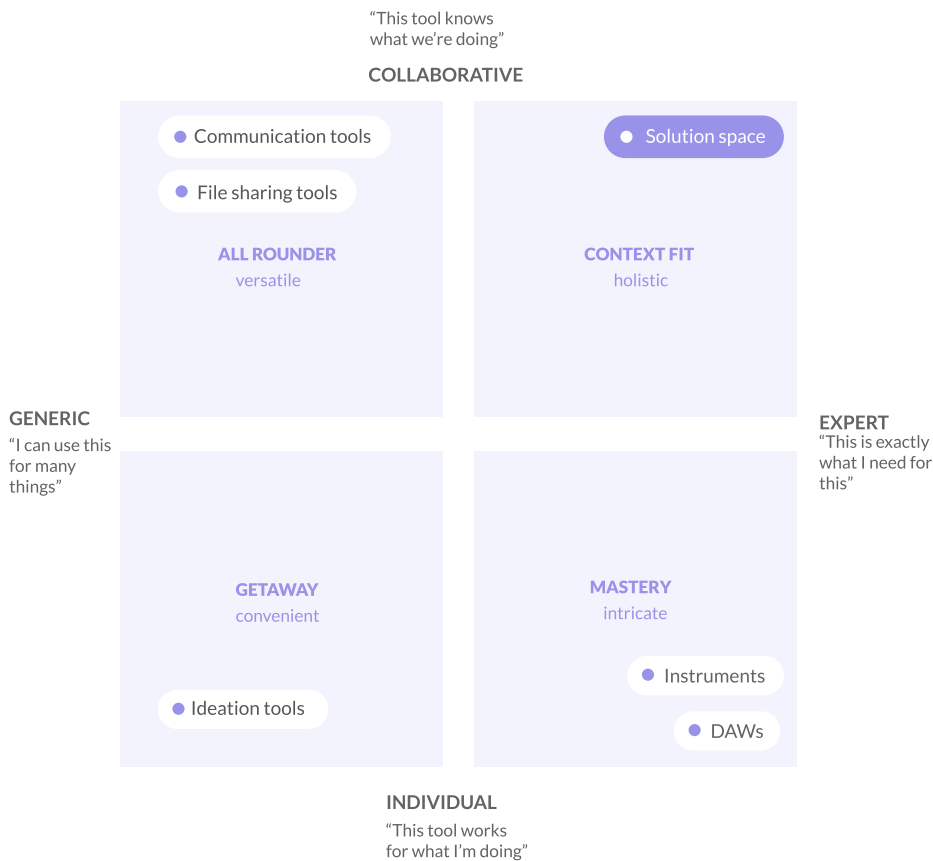 “This tool knows
what we’re doing”
COLLABORATIVE
Communication tools
File sharing tools
ALL ROUNDER
versatile
Solution space
CONTEXT FIT
holistic
GENERIC
“I can use this
for many
things”
EXPERT
“This is exactly
what I need for
this”
GETAWAY
convenient
Ideation tools
MASTERY
intricate
Instruments
DAWs
INDIVIDUAL
“This tool works
for what I’m doing”